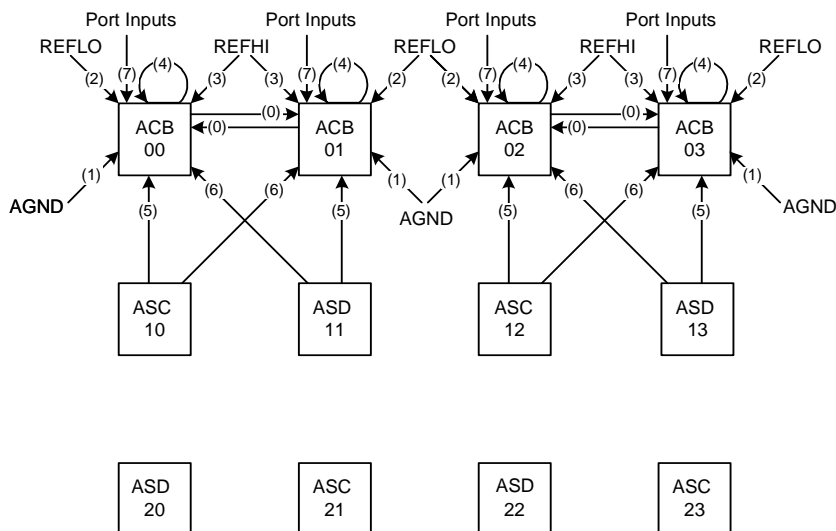 Port Inputs Port Inputs Port Inputs Port Inputs
REFLO REFHI REFLO REFHI REFLO
(2) (7) (4) (3) (3) (7) (4) (2) (2) (7) (4) (3) (3) (7) (4) (2)
(0) (0)
ACB ACB ACB ACB
(0) (0)
00 01 02 03
(1) (1) (1) (1)
AGND AGND AGND
(5) (6) (6) (5) (5) (6) (6) (5)
ASC ASD ASC ASD
10 11 12 13
ASD ASC ASD ASC
20 21 22 23